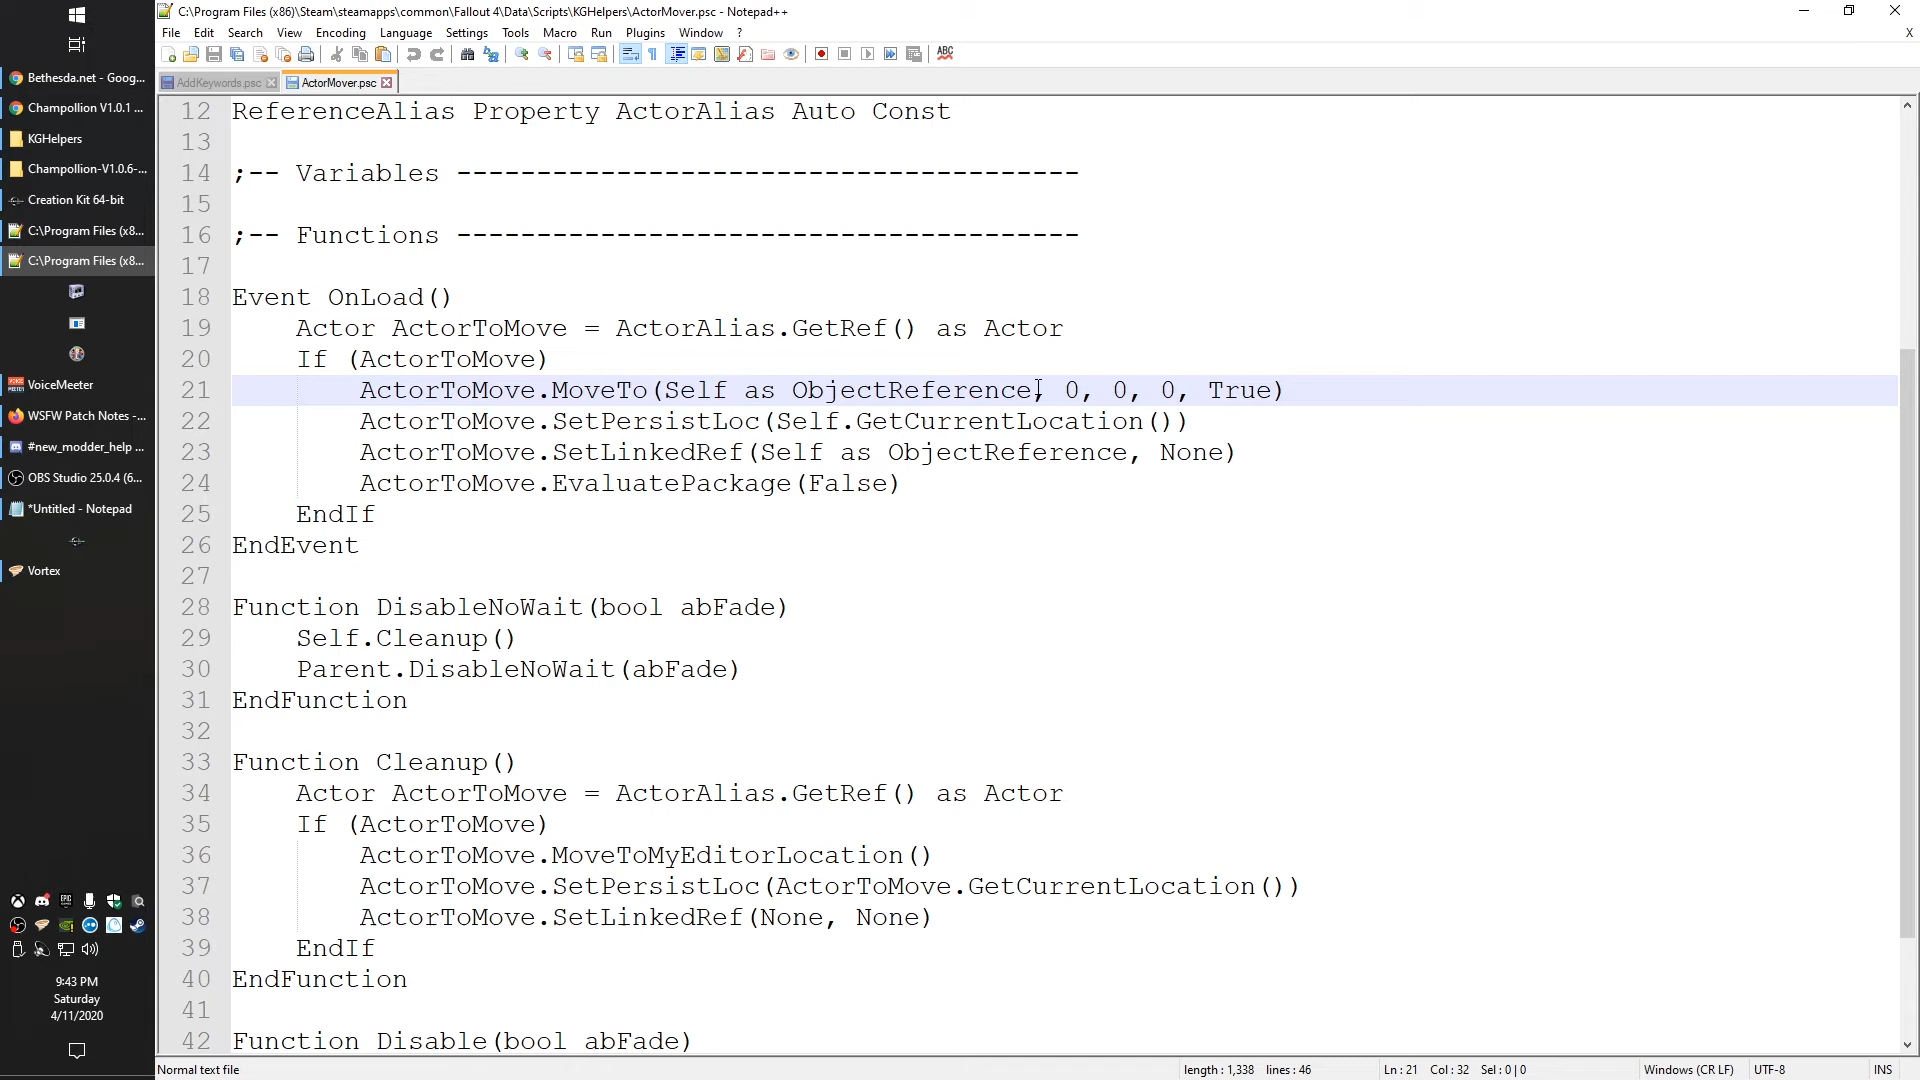 C:\Program Files (x86)\Steam\steamapps\common\Fallout 4\Data\Scripts\KGHelpers\ActorMover.psc - Notepad++
File Edit Search View Encoding Language Settings Tools Macro Run Plugins Window ? X
ABC
AddKeywords.psc ActorMover.psc
Bethesda.net - Goog...
Champollion V1.0.1 ...
KGHelpers
Champollion-V1.0.6-...
Creation Kit 64-bit
C:\Program Files (x8...
C:\Program Files (x8...
VoiceMeeter
WSFW Patch Notes -...
#new_modder_help ...
OBS Studio 25.0.4 (6...
*Untitled - Notepad
Vortex
9:43 PM
Saturday
4/11/2020
12 ReferenceAlias Property ActorAlias Auto Const
13
14 ;-- Variables ---------------------------------------
15
16 ;-- Functions ---------------------------------------
17
18 Event OnLoad()
19 Actor ActorToMove = ActorAlias.GetRef() as Actor
20 If (ActorToMove)
21 ActorToMove.MoveTo(Self as ObjectReference, 0, 0, 0, True)
22 ActorToMove.SetPersistLoc(Self.GetCurrentLocation())
23 ActorToMove.SetLinkedRef(Self as ObjectReference, None)
24 ActorToMove.EvaluatePackage(False)
25 EndIf
26 EndEvent
27
28 Function DisableNoWait(bool abFade)
29 Self.Cleanup()
30 Parent.DisableNoWait(abFade)
31 EndFunction
32
33 Function Cleanup()
34 Actor ActorToMove = ActorAlias.GetRef() as Actor
35 If (ActorToMove)
36 ActorToMove.MoveToMyEditorLocation()
37 ActorToMove.SetPersistLoc(ActorToMove.GetCurrentLocation())
38 ActorToMove.SetLinkedRef(None, None)
39 EndIf
40 EndFunction
41
42 Function Disable(bool abFade)
Normal text file length : 1,338 lines : 46 Ln : 21 Col : 32 Sel : 0 | 0 Windows (CR LF) UTF-8 INS